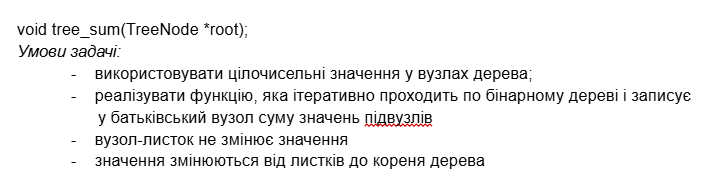 void tree_sum(TreeNode *root);
Умови задачі:
- використовувати цілочисельні значення у вузлах дерева;
- реалізувати функцію, яка ітеративно проходить по бінарному дереві і записує
у батьківський вузол суму значень підвузлів
- вузол-листок не змінює значення
- значення змінюються від листків до кореня дерева